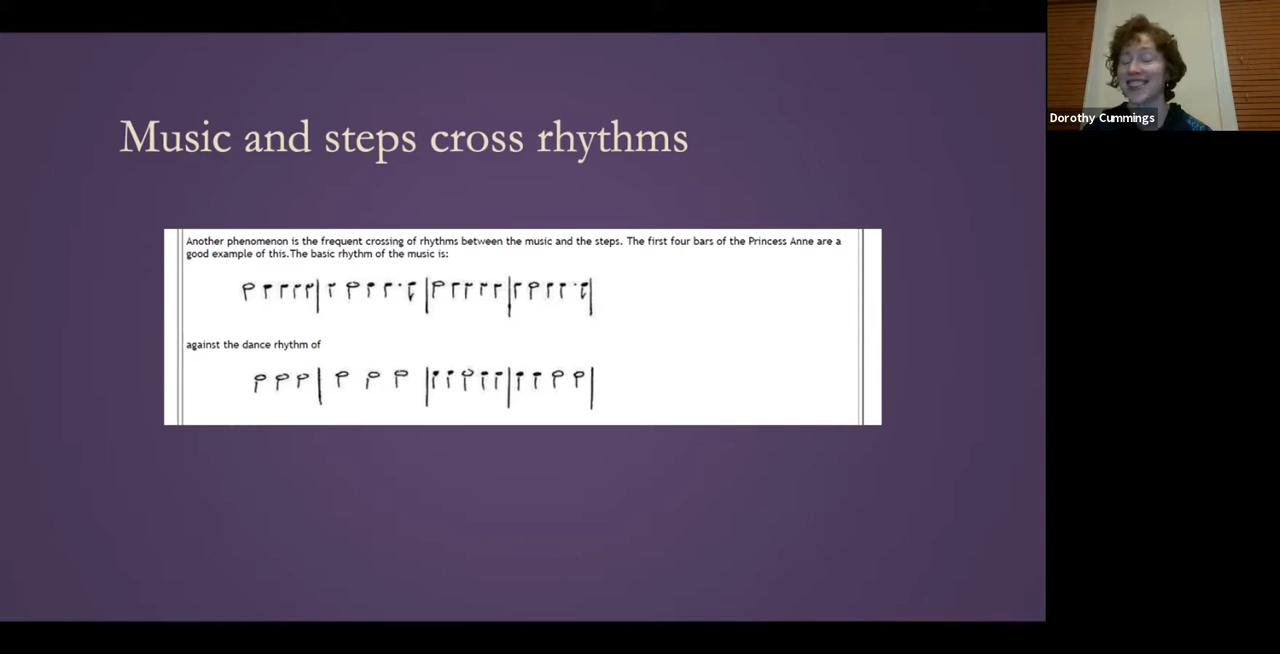 Music and steps cross rhythms
Another phenomenon is the frequent crossing of rhythms between the music and the steps. The first four bars of the Princess Anne are a
good example of this.The basic rhythm of the music is:
against the dance rhythm of
Dorothy Cummings